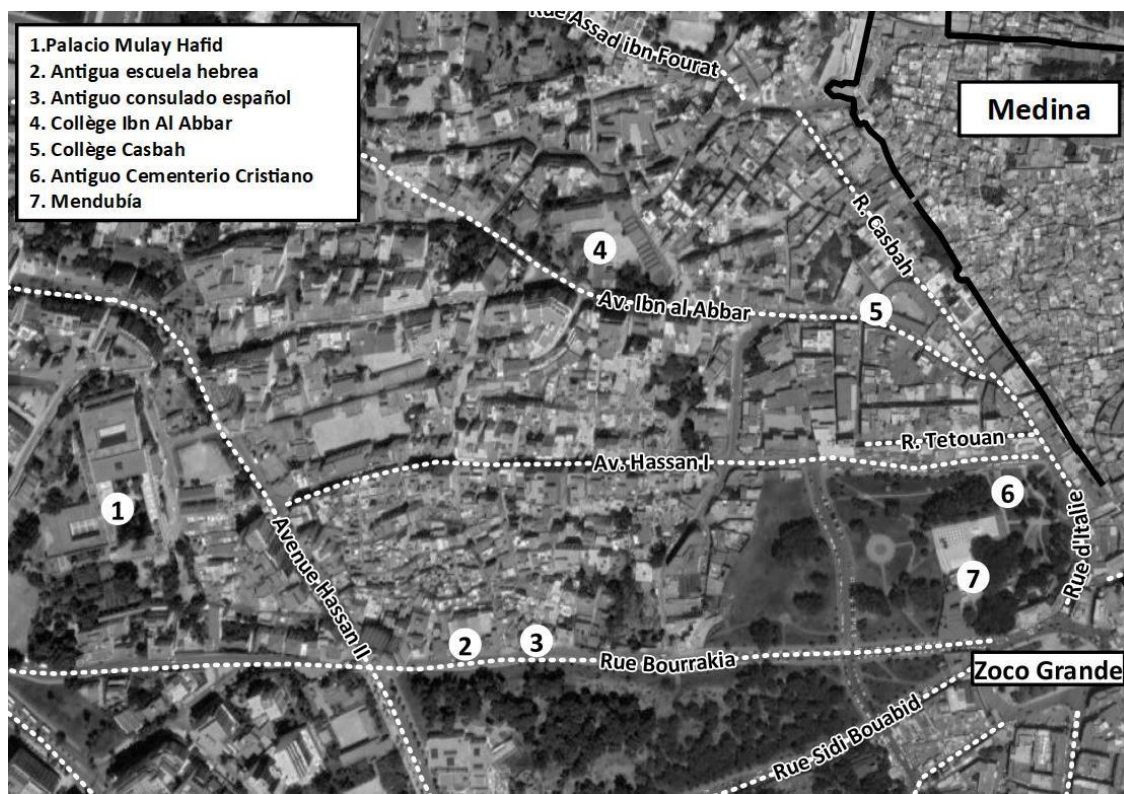 1.Palacio Mulay Hafid
2. Antigua escuela hebrea
3. Antiguo consulado español
4. Collège Ibn Al Abbar
5. Collège Casbah
6. Antiguo Cementerio Cristiano
7. Mendubía
Rue Assad ibn Fourat
Medina
R. Casbah
4
Av. Ibn al Abbar
5
R. Tetouan
Av. Hassan I
6
1
Avenue Hassan II
Rue d'Italie
7
2
3
Rue Bourrakia
Zoco Grande
Rue Sidi Bouabid